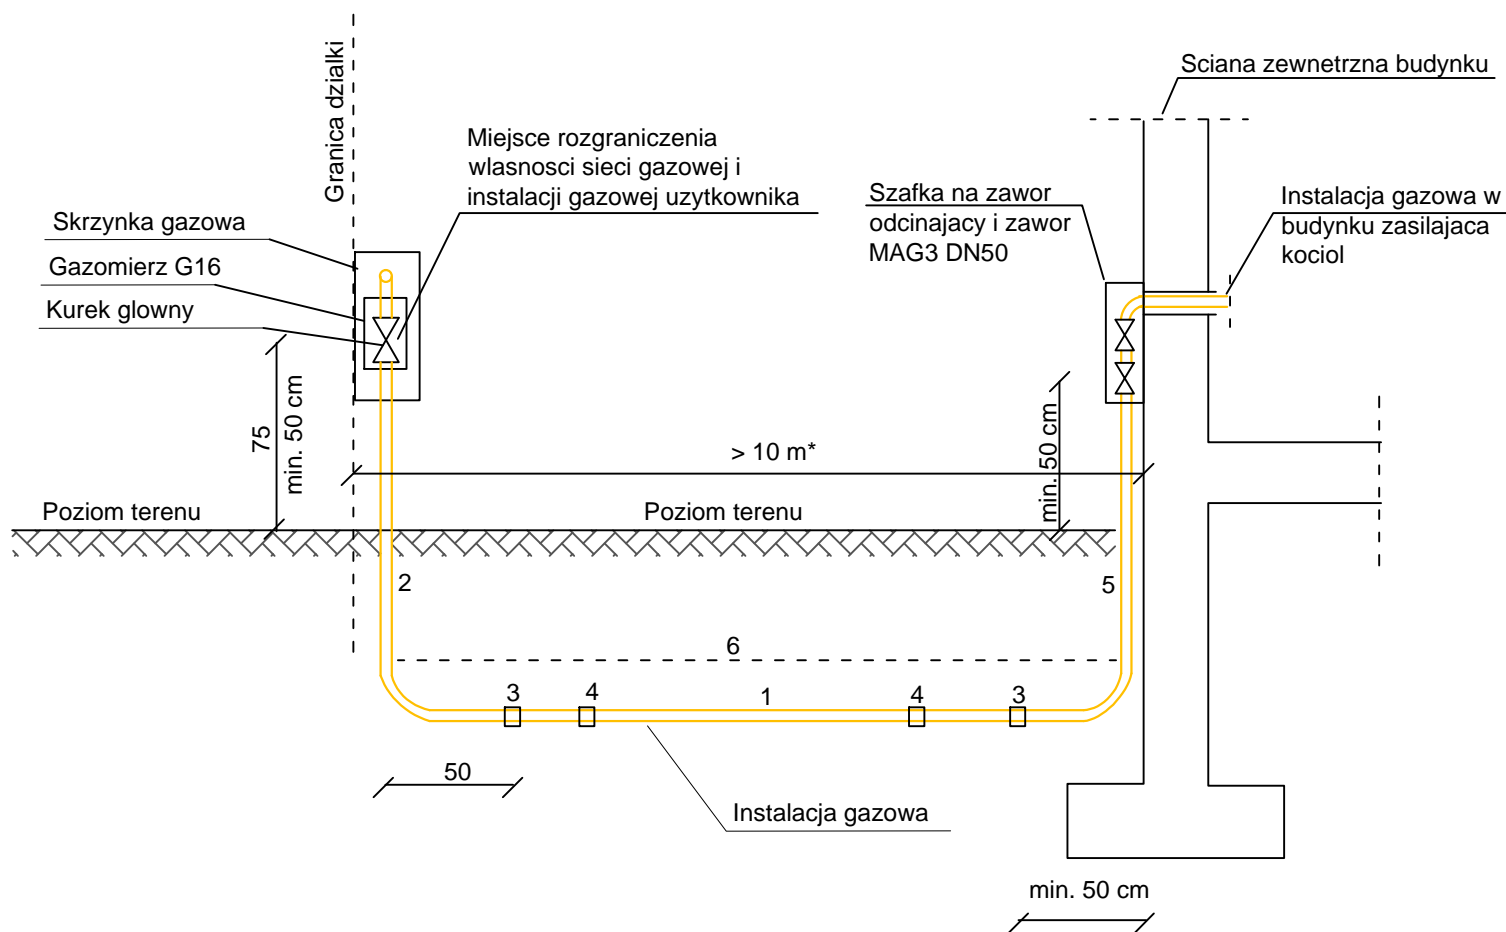 Granica dzialki
Sciana zewnetrzna budynku
Miejsce rozgraniczenia
wlasnosci sieci gazowej i
instalacji gazowej uzytkownika
Szafka na zawor
odcinajacy i zawor
MAG3 DN50
Instalacja gazowa w
budynku zasilajaca
kociol
Skrzynka gazowa
Gazomierz G16
Kurek glowny
75
min. 50 cm
> 10 m*
min. 50 cm
Poziom terenu
Poziom terenu
2
5
6
3
4
1
4
3
50
Instalacja gazowa
min. 50 cm